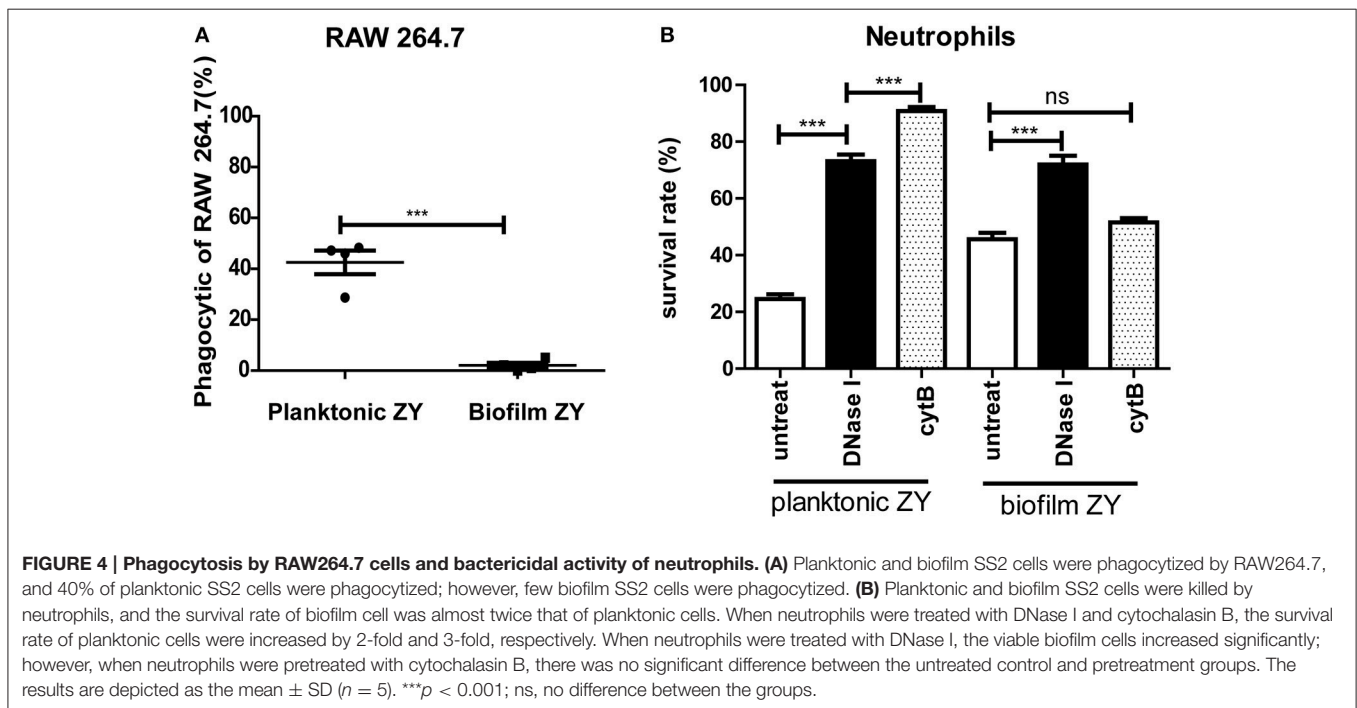 A
RAW 264.7
Phagocytic of RAW 264.7(%)
100
80
60
40
20
0
***
Planktonic ZY
Biofilm ZY
B
Neutrophils
survival rate (%)
100
80
60
40
20
0
***
***
***
ns
untreat
DNase I
cytB
untreat
DNase I
cytB
planktonic ZY
biofilm ZY
FIGURE 4 | Phagocytosis by RAW264.7 cells and bactericidal activity of neutrophils. (A) Planktonic and biofilm SS2 cells were phagocytized by RAW264.7,
and 40% of planktonic SS2 cells were phagocytized; however, few biofilm SS2 cells were phagocytized. (B) Planktonic and biofilm SS2 cells were killed by
neutrophils, and the survival rate of biofilm cell was almost twice that of planktonic cells. When neutrophils were treated with DNase I and cytochalasin B, the survival
rate of planktonic cells were increased by 2-fold and 3-fold, respectively. When neutrophils were treated with DNase I, the viable biofilm cells increased significantly;
however, when neutrophils were pretreated with cytochalasin B, there was no significant difference between the untreated control and pretreatment groups. The
results are depicted as the mean ± SD (n = 5). ***p < 0.001; ns, no difference between the groups.